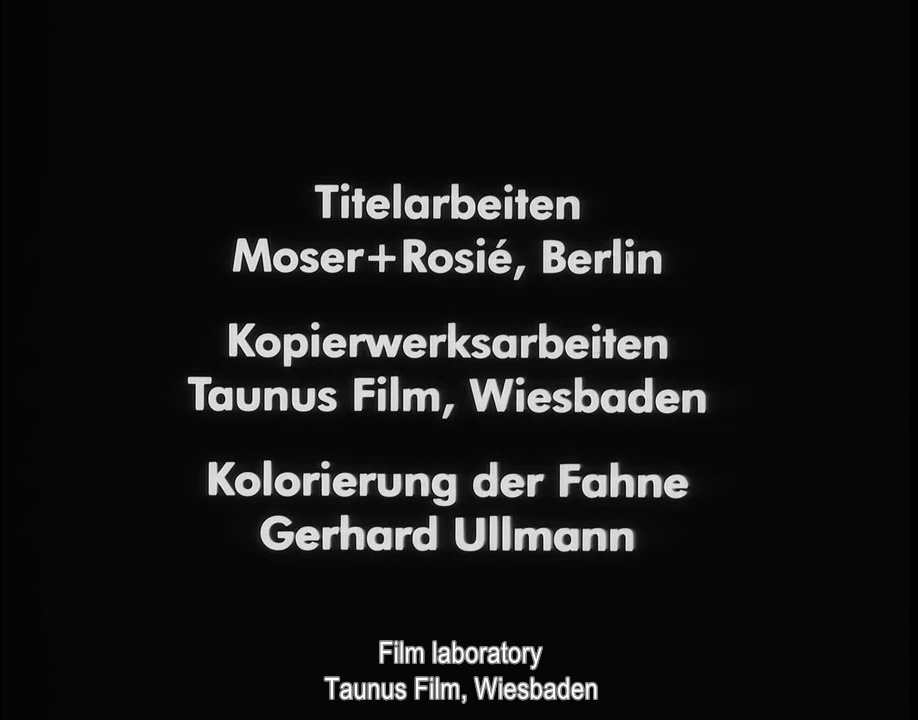 Titelarbeiten
Moser+Rosié, Berlin
Kopierwerksarbeiten
Taunus Film, Wiesbaden
Kolorierung der Fahne
Gerhard Ullmann
Film laboratory
Taunus Film, Wiesbaden